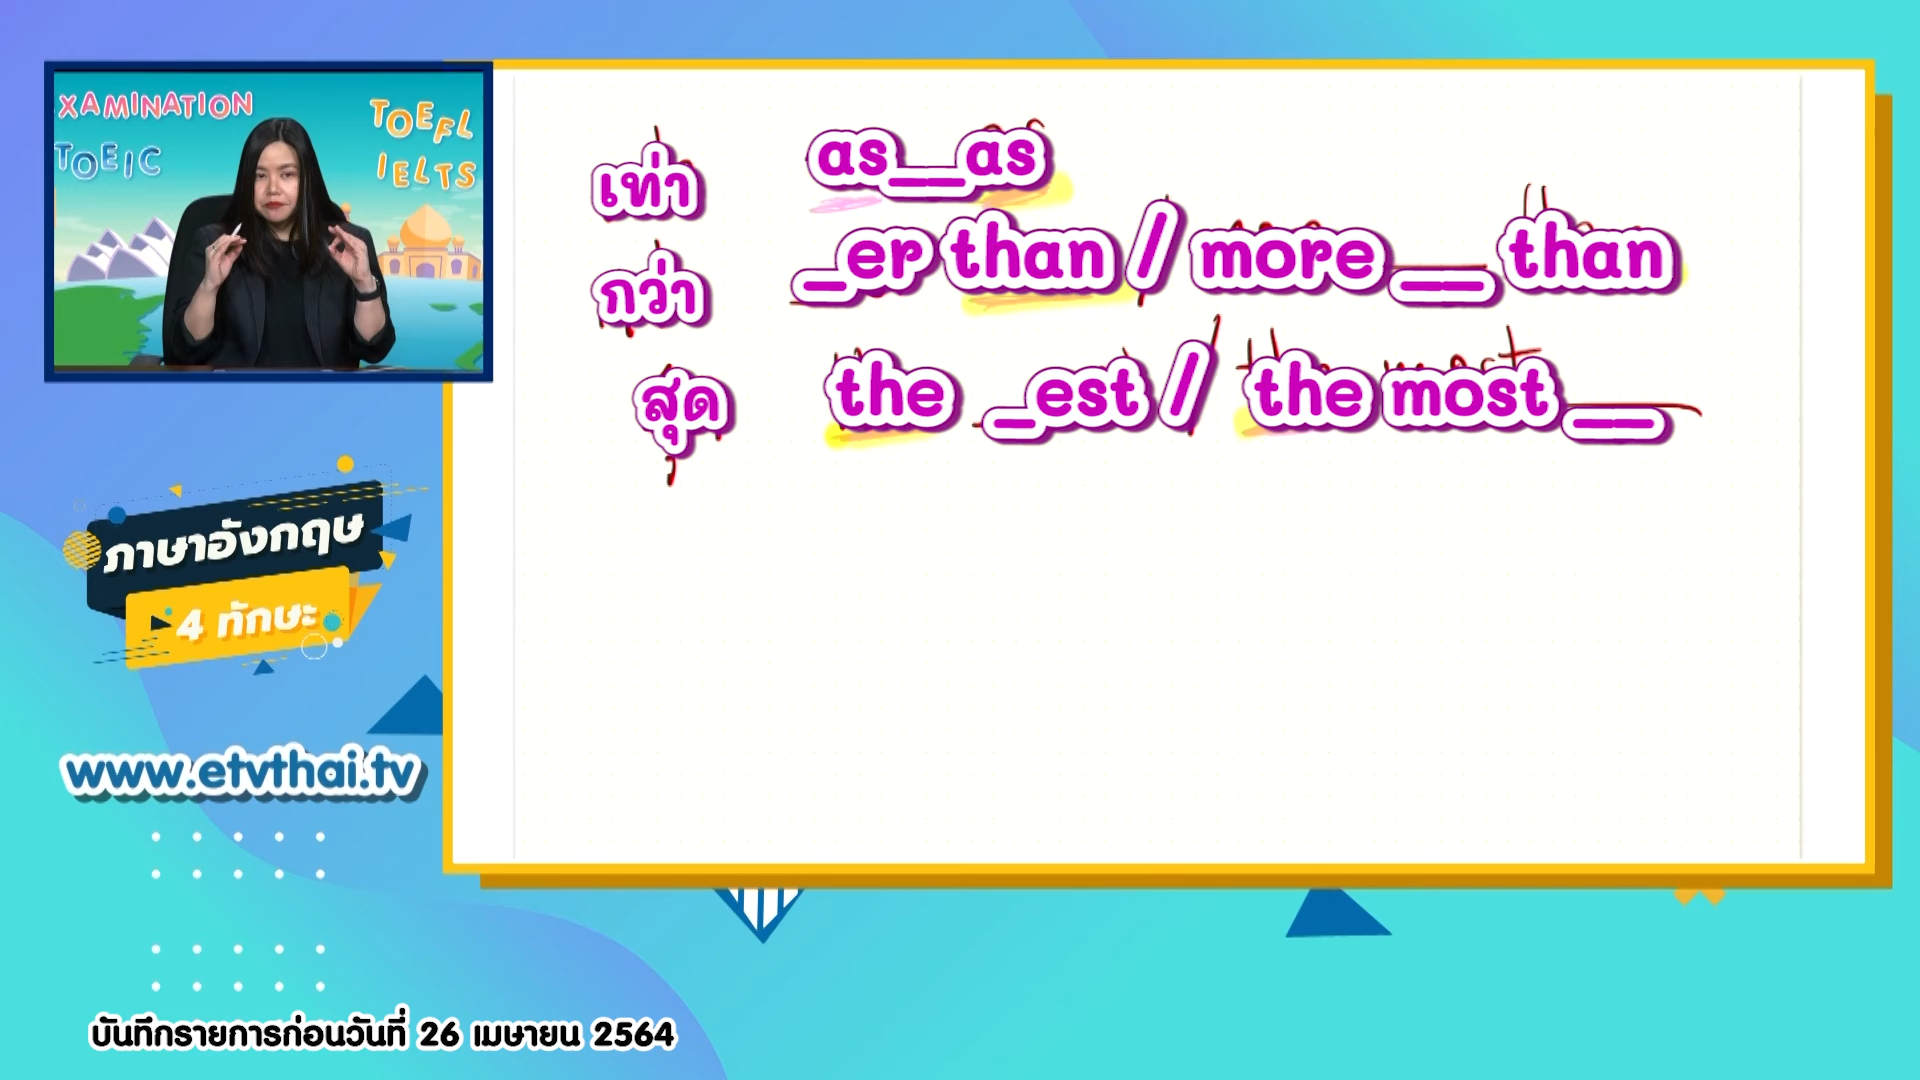 XAMINATION
TOEFL
TOEIC
IELTS
เท่า as__as
กว่า _er than / more __ than
สุด the _est / the most __
ภาษาอังกฤษ
4 ทักษะ
www.etvthai.tv
บันทึกรายการก่อนวันที่ 26 เมษายน 2564